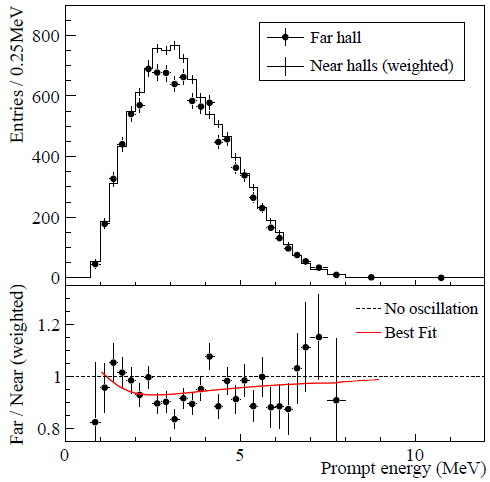 Entries / 0.25MeV
800
600
400
200
0
Far hall
Near halls (weighted)
Far / Near (weighted)
1.2
1
0.8
No oscillation
Best Fit
0
5
10
Prompt energy (MeV)